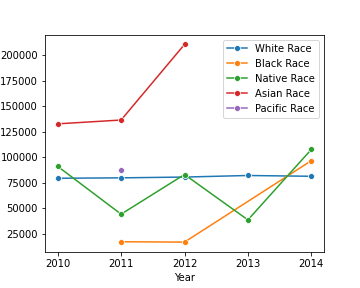 White Race
Black Race
Native Race
Asian Race
Pacific Race
200000
175000
150000
125000
100000
75000
50000
25000
2010 2011 2012 2013 2014
Year